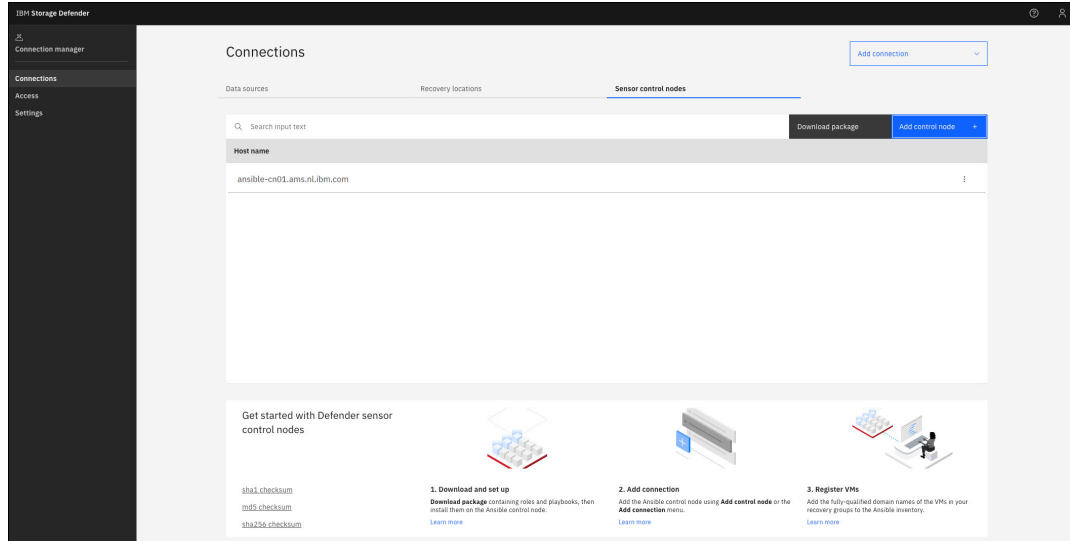 IBM Storage Defender
Connection manager
Connections
Access
Settings
Connections
Add connection
Data sources
Recovery locations
Sensor control nodes
Search input text
Download package
Add control node +
Host name
ansible-cn01.ams.nl.ibm.com
Get started with Defender sensor
control nodes
sha1 checksum
md5 checksum
sha256 checksum
1. Download and set up
Download package containing roles and playbooks, then
install them on the Ansible control node.
Learn more
2. Add connection
Add the Ansible control node using Add control node or the
Add connection menu.
Learn more
3. Register VMs
Add the fully-qualified domain names of the VMs in your
recovery groups to the Ansible inventory.
Learn more